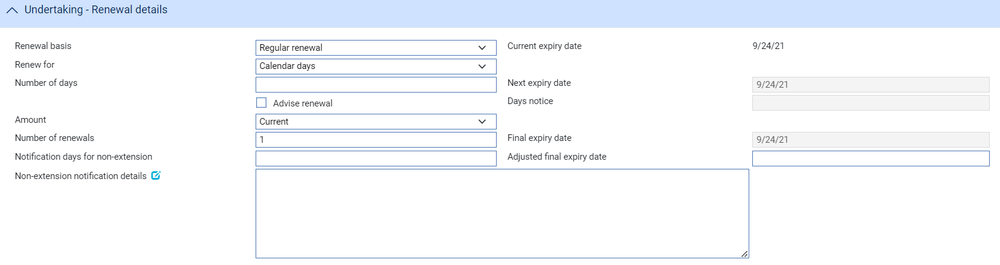 Undertaking - Renewal details
Renewal basis Regular renewal Current expiry date 9/24/21
Renew for Calendar days
Number of days Next expiry date 9/24/21
Advise renewal Days notice
Amount Current
Number of renewals 1 Final expiry date 9/24/21
Notification days for non-extension Adjusted final expiry date
Non-extension notification details